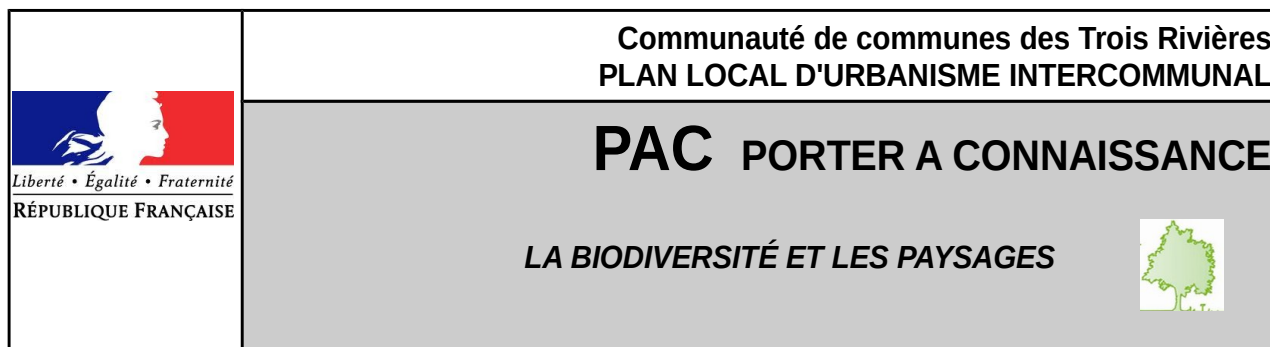 Communauté de communes des Trois Rivières
PLAN LOCAL D'URBANISME INTERCOMMUNAL
PAC PORTER A CONNAISSANCE
Liberté • Égalité • Fraternité
RÉPUBLIQUE FRANÇAISE
LA BIODIVERSITÉ ET LES PAYSAGES